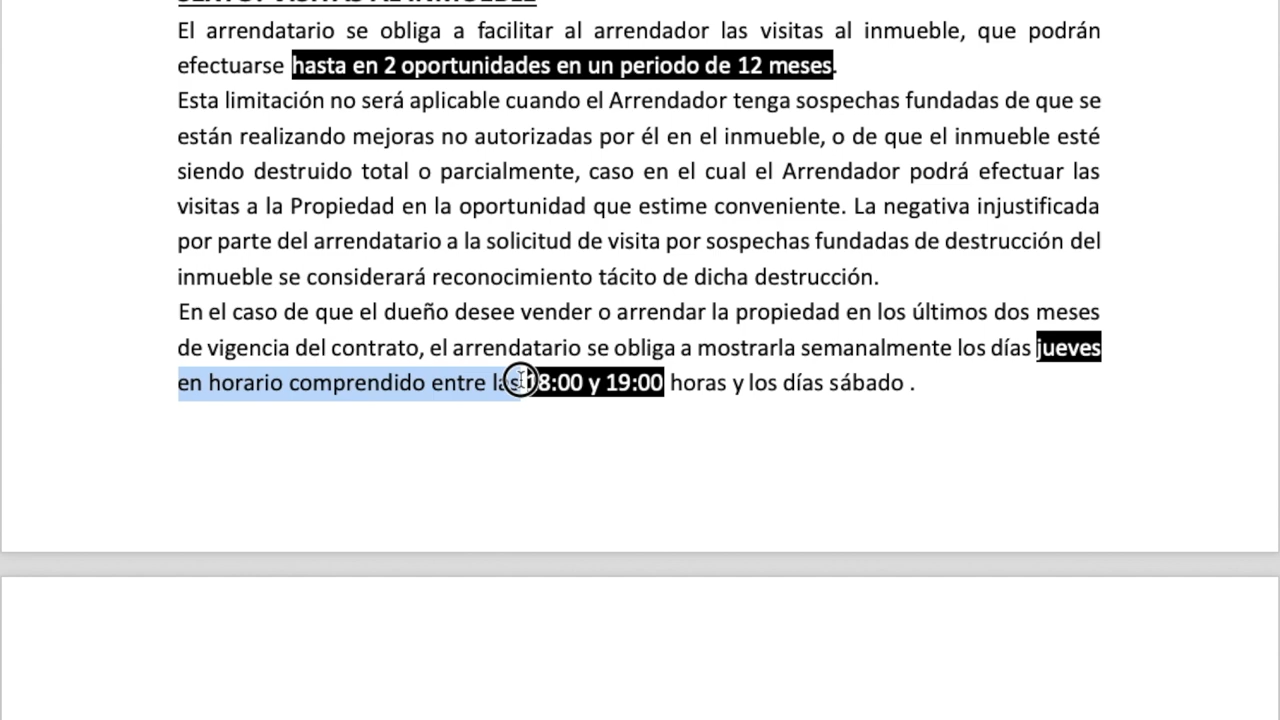 El arrendatario se obliga a facilitar al arrendador las visitas al inmueble, que podrán
efectuarse hasta en 2 oportunidades en un periodo de 12 meses.
Esta limitación no será aplicable cuando el Arrendador tenga sospechas fundadas de que se
están realizando mejoras no autorizadas por él en el inmueble, o de que el inmueble esté
siendo destruido total o parcialmente, caso en el cual el Arrendador podrá efectuar las
visitas a la Propiedad en la oportunidad que estime conveniente. La negativa injustificada
por parte del arrendatario a la solicitud de visita por sospechas fundadas de destrucción del
inmueble se considerará reconocimiento tácito de dicha destrucción.
En el caso de que el dueño desee vender o arrendar la propiedad en los últimos dos meses
de vigencia del contrato, el arrendatario se obliga a mostrarla semanalmente los días jueves
en horario comprendido entre las 18:00 y 19:00 horas y los días sábado .